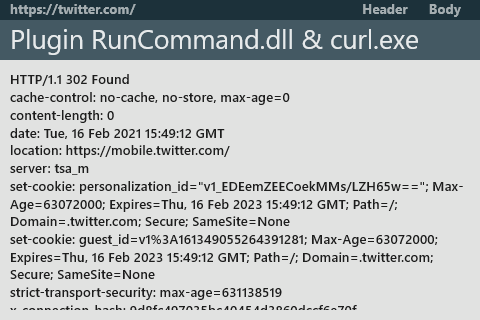 https://twitter.com/ Header Body
Plugin RunCommand.dll & curl.exe
HTTP/1.1 302 Found
cache-control: no-cache, no-store, max-age=0
content-length: 0
date: Tue, 16 Feb 2021 15:49:12 GMT
location: https://mobile.twitter.com/
server: tsa_m
set-cookie: personalization_id="v1_EDEemZEECoekMMs/LZH65w=="; Max-
Age=63072000; Expires=Thu, 16 Feb 2023 15:49:12 GMT; Path=/;
Domain=.twitter.com; Secure; SameSite=None
set-cookie: guest_id=v1%3A161349055264391281; Max-Age=63072000;
Expires=Thu, 16 Feb 2023 15:49:12 GMT; Path=/; Domain=.twitter.com;
Secure; SameSite=None
strict-transport-security: max-age=631138519
x-connection-hash: